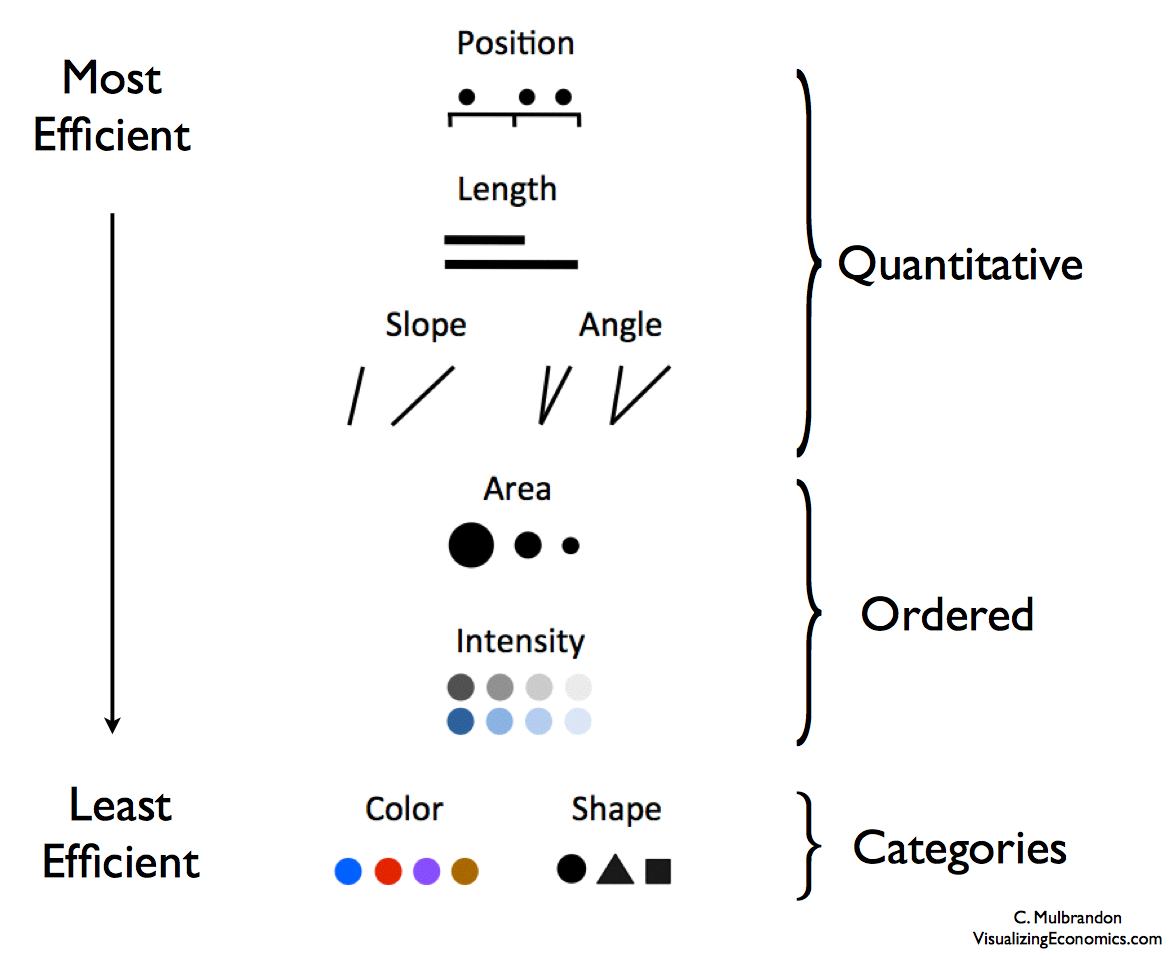 Most
Efficient
Position
Length
Slope
Angle
Quantitative
Area
Intensity
Ordered
Least
Efficient
Color
Shape
Categories
C. Mulbrandon
VisualizingEconomics.com